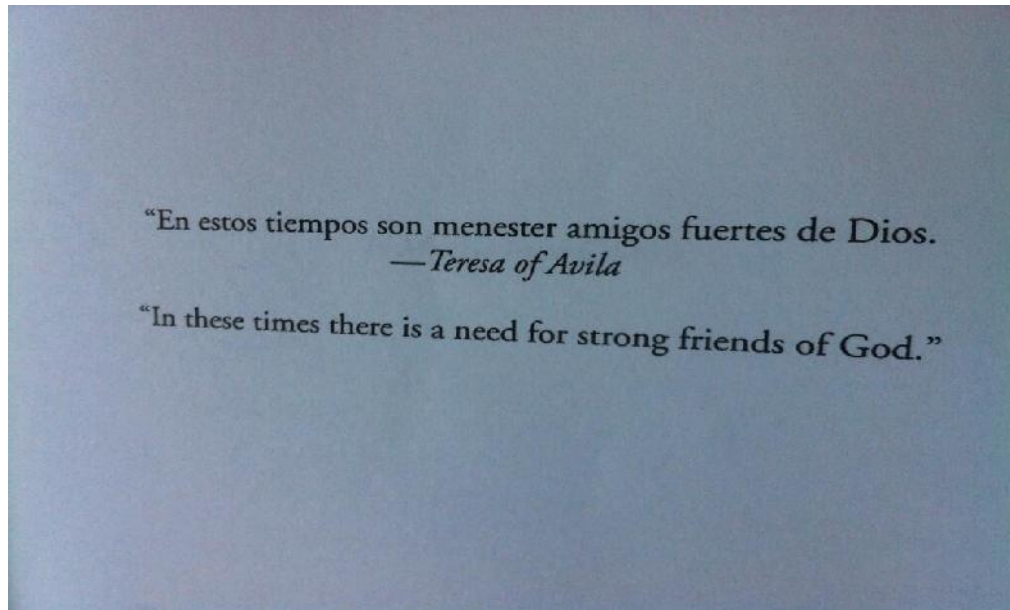 “En estos tiempos son menester amigos fuertes de Dios.
—Teresa of Avila
“In these times there is a need for strong friends of God.”